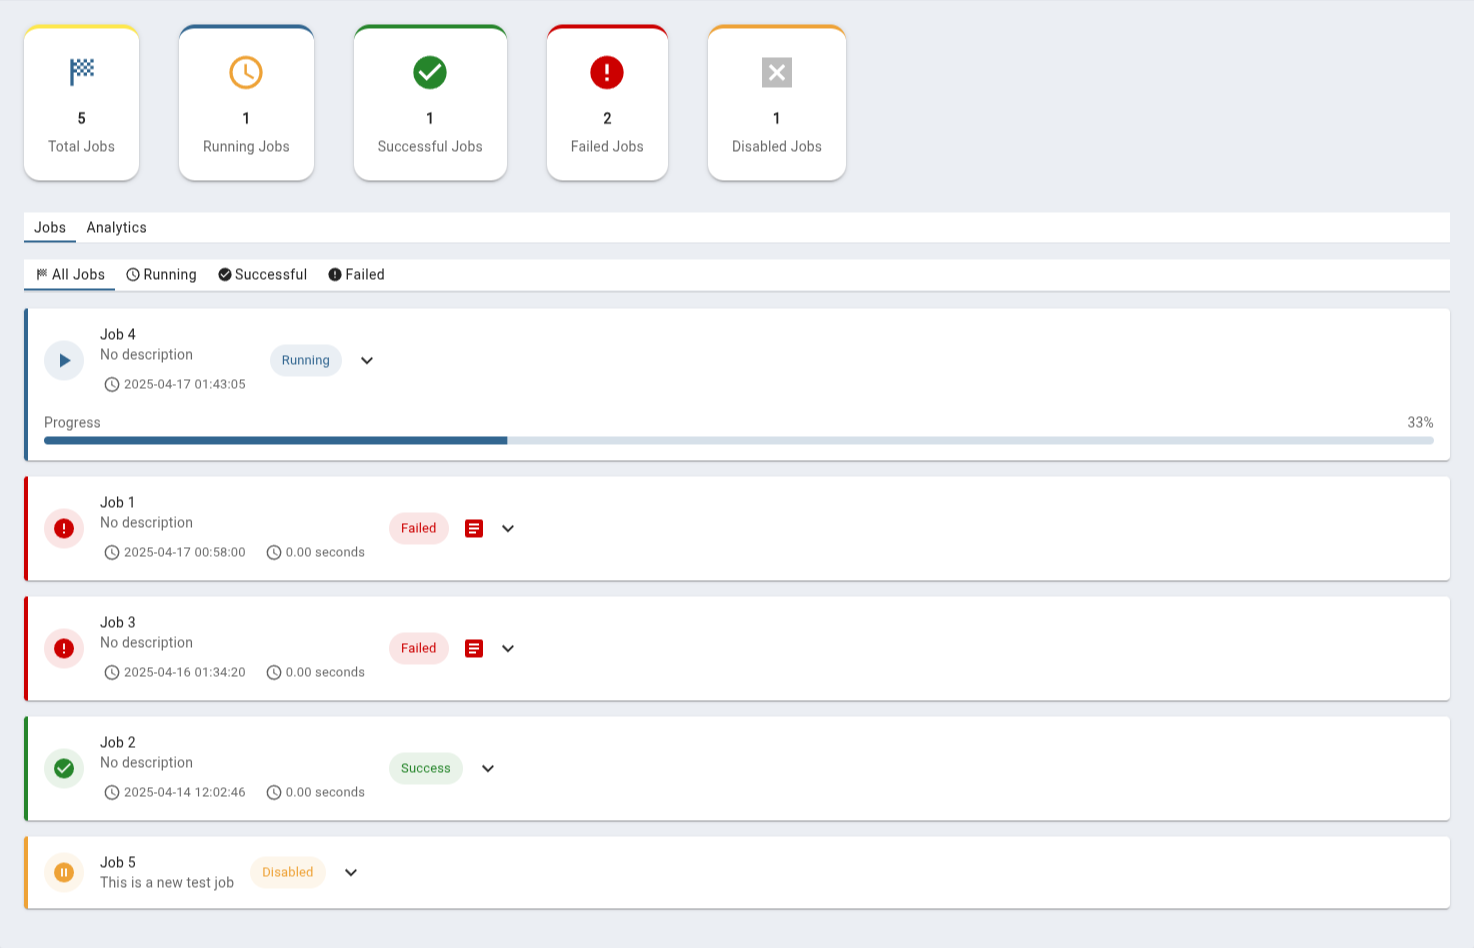 5
Total Jobs
1
Running Jobs
1
Successful Jobs
2
Failed Jobs
1
Disabled Jobs
Jobs Analytics
All Jobs Running Successful Failed
Job 4
No description
2025-04-17 01:43:05
Running
Progress 33%
Job 1
No description
2025-04-17 00:58:00 0.00 seconds
Failed
Job 3
No description
2025-04-16 01:34:20 0.00 seconds
Failed
Job 2
No description
2025-04-14 12:02:46 0.00 seconds
Success
Job 5
This is a new test job
Disabled